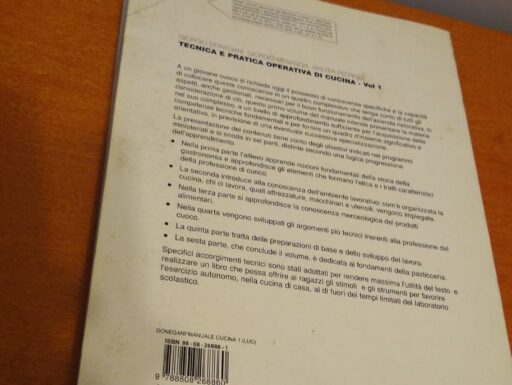 GIORGIO DONEGANI, GIORGIO MENAGGIA, WALTER PEDRAZZI
TECNICA E PRATICA OPERATIVA DI CUCINA - Vol 1
A un giovane cuoco si richiede oggi il possesso di conoscenze specifiche e la capacità
di collocare queste conoscenze in un quadro complessivo che tenga conto di tutti gli
aspetti, anche gestionali, necessari per il buon funzionamento dell'azienda ristorativa. In
considerazione di ciò, questo primo volume del manuale intende presentare la materia
nel suo complesso, a un livello di approfondimento sufficiente per l'acquisizione delle
competenze tecniche fondamentali e per fornire un quadro d'insieme significativo e
orientativo, in previsione di una eventuale successiva specializzazione.
La presentazione dei contenuti tiene conto degli obiettivi indicati nei programmi
ministeriali e si snoda in sei parti, distinte secondo una logica progressione
dell'apprendimento.
• Nella prima parte l'allievo apprende nozioni fondamentali della storia della
gastronomia e approfondisce gli elementi che formano l'etica e i tratti caratteristici
della professione di cuoco.
• La seconda introduce alla conoscenza dell'ambiente lavorativo: com'è organizzata la
cucina, chi ci lavora, quali attrezzature, macchinari e utensili, vengono impiegate.
• Nella terza parte si approfondisce la conoscenza merceologica dei prodotti
alimentari.
• Nella quarta vengono sviluppati gli argomenti più tecnici inerenti alla professione del
cuoco.
• La quinta parte tratta delle preparazioni di base e dello sviluppo del lavoro.
• La sesta parte, che conclude il volume, è dedicata ai fondamenti della pasticceria.
Specifici accorgimenti tecnici sono stati adottati per rendere massima l'utilità del testo e
realizzare un libro che possa offrire ai ragazzi gli stimoli e gli strumenti per favorire
l'esercizio autonomo, nella cucina di casa, al di fuori dei tempi limitati del laboratorio
scolastico.
DONEGANI*MANUALE CUCINA 1 (LUC)
ISBN 88-08-26886-1
9 788808 268860